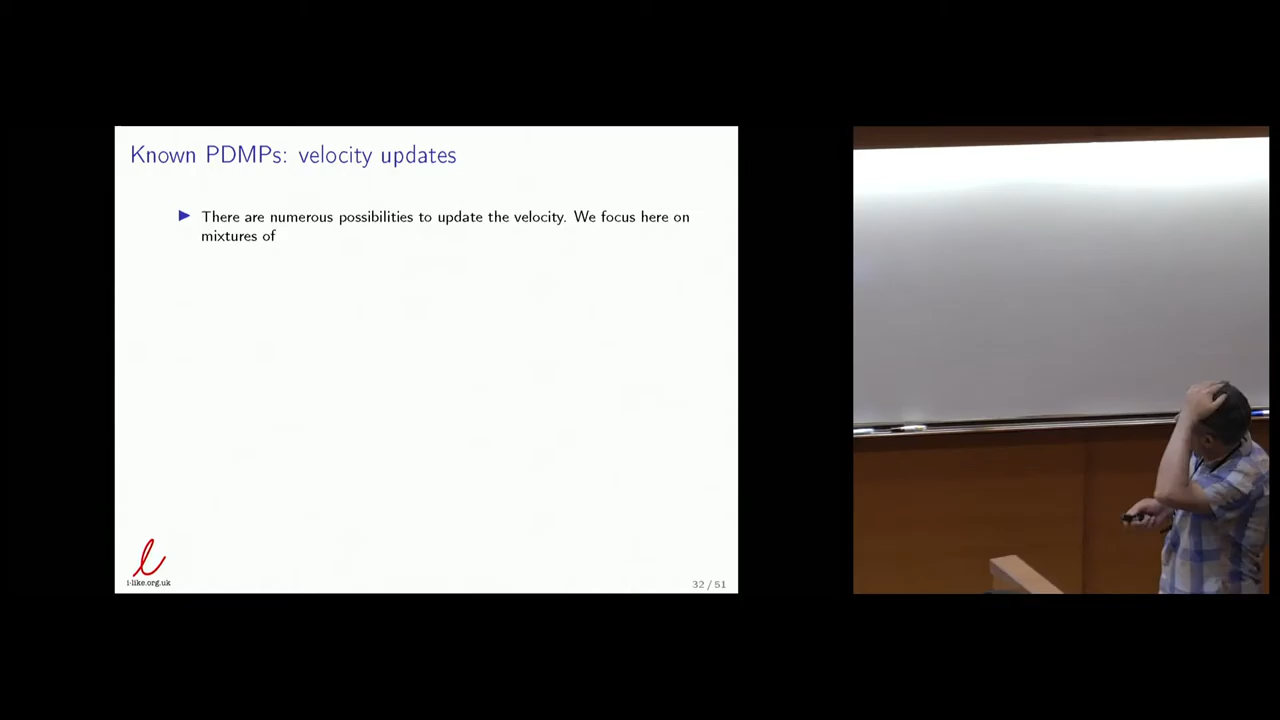 Known PDMPs: velocity updates
▶ There are numerous possibilities to update the velocity. We focus here on
mixtures of
i-like.org.uk
32 / 51